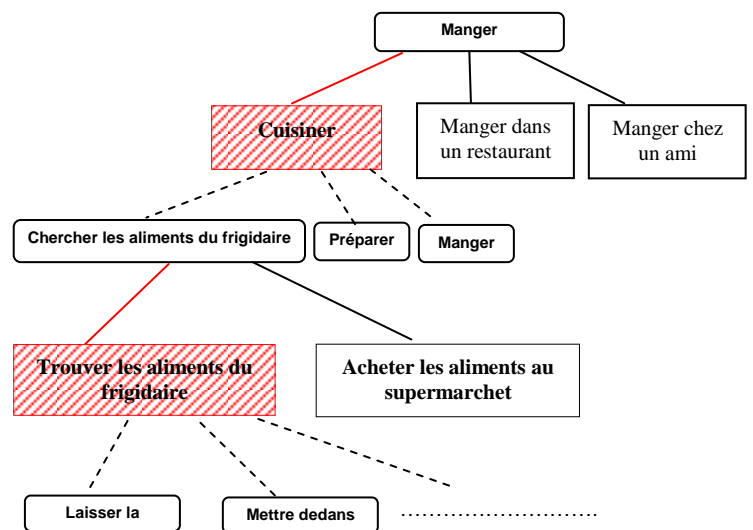 Manger
Cuisiner
Manger dans
un restaurant
Manger chez
un ami
Chercher les aliments du frigidaire
Préparer
Manger
Trouver les aliments du
frigidaire
Acheter les aliments au
supermarchet
Laisser la
Mettre dedans
................................